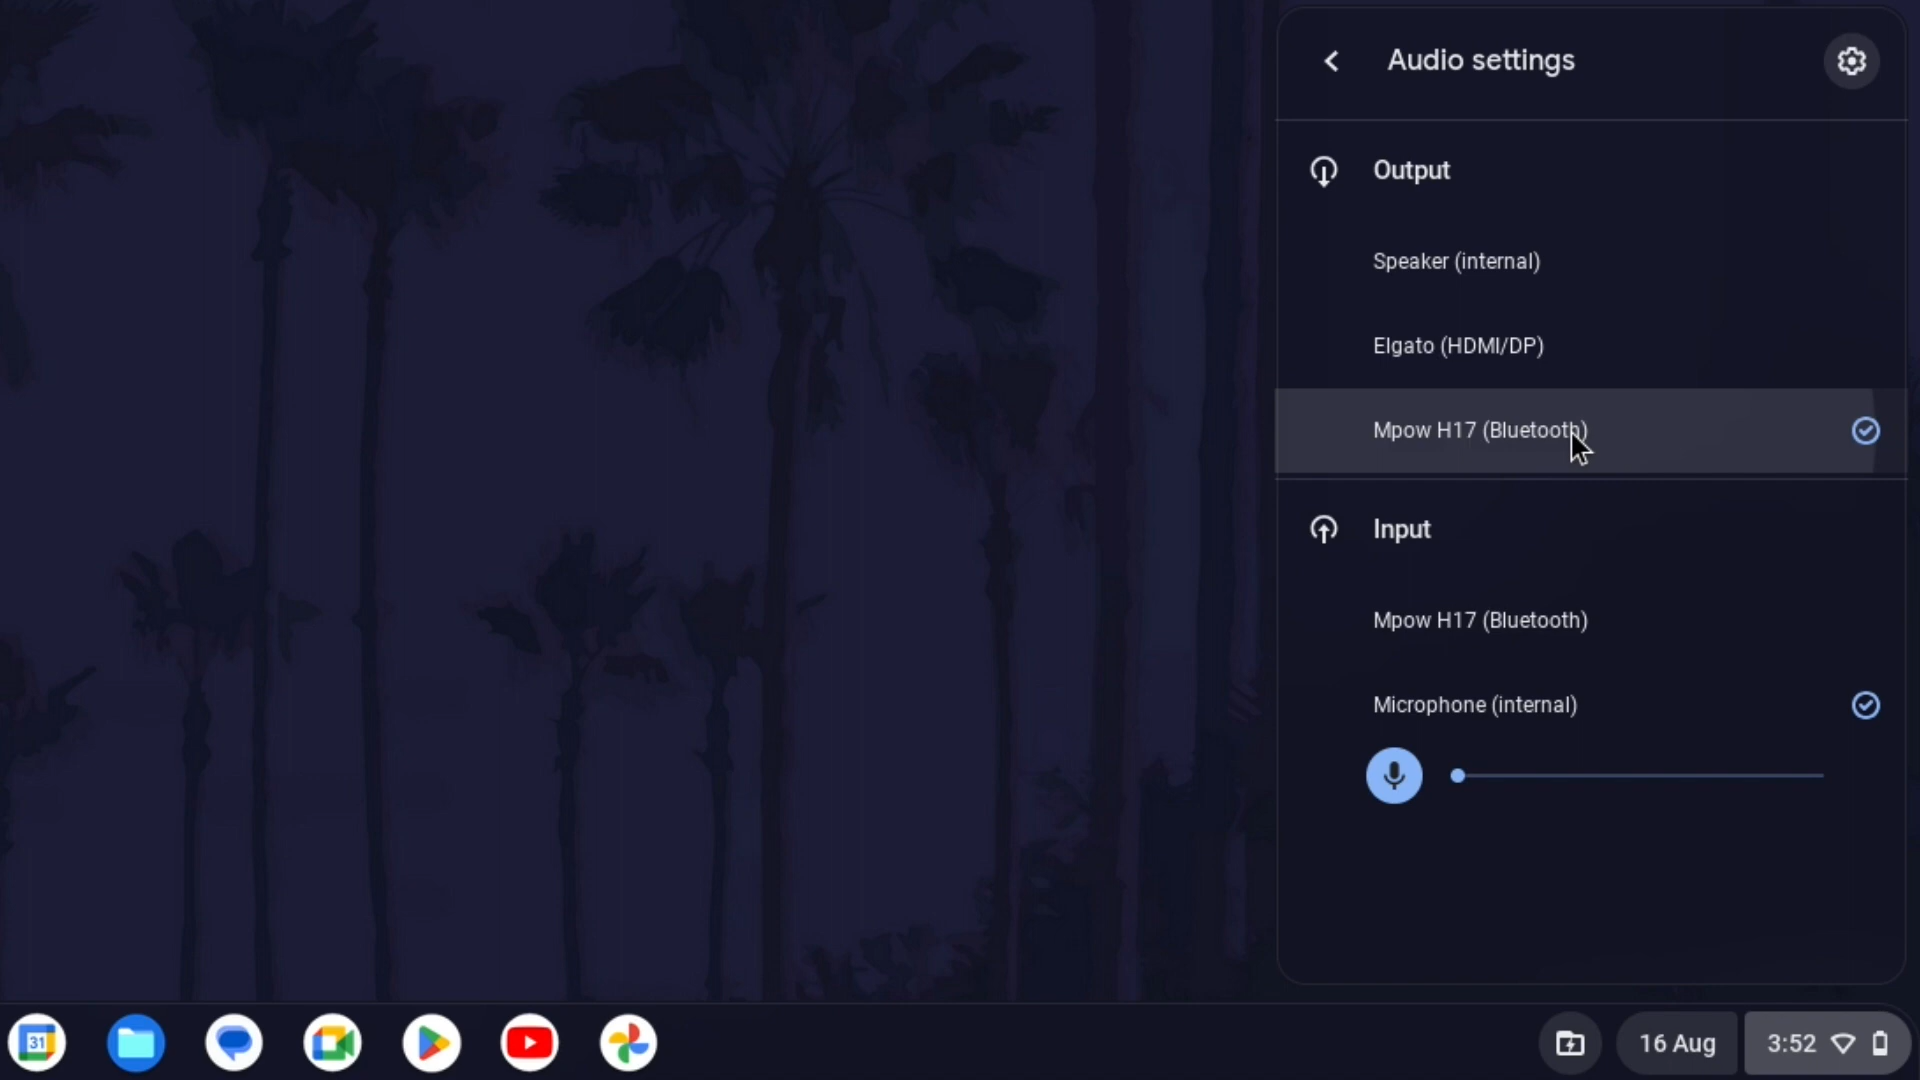 Audio settings
Output
Speaker (internal)
Elgato (HDMI/DP)
Mpow H17 (Bluetooth)
Input
Mpow H17 (Bluetooth)
Microphone (internal)
31
16 Aug
3:52